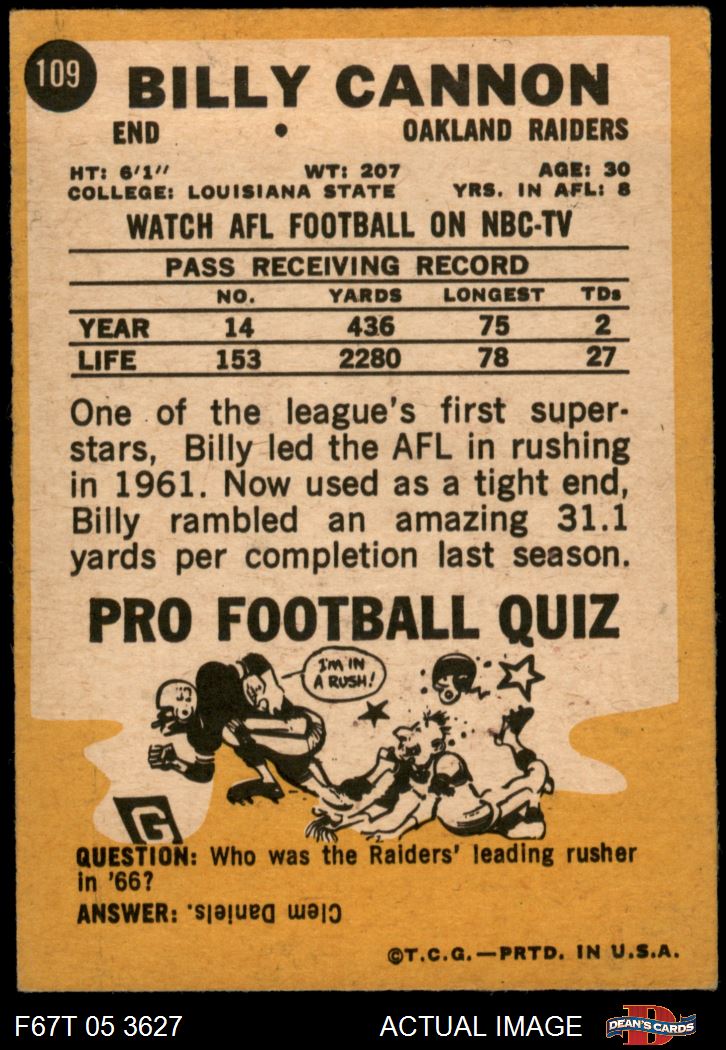 109
BILLY CANNON
END • OAKLAND RAIDERS
HT: 6'1" WT: 207 AGE: 30
COLLEGE: LOUISIANA STATE YRS. IN AFL: 8
WATCH AFL FOOTBALL ON NBC-TV
PASS RECEIVING RECORD
NO. YARDS LONGEST TDs
YEAR 14 436 75 2
LIFE 153 2280 78 27
One of the league's first super-
stars, Billy led the AFL in rushing
in 1961. Now used as a tight end,
Billy rambled an amazing 31.1
yards per completion last season.
PRO FOOTBALL QUIZ
I'M IN
A RUSH!
G
QUESTION: Who was the Raiders' leading rusher
in '66?
ANSWER: Clem Daniels.
©T.C.G.—PRTD. IN U.S.A.
F67T 05 3627 ACTUAL IMAGE
D
DEAN'S CARDS